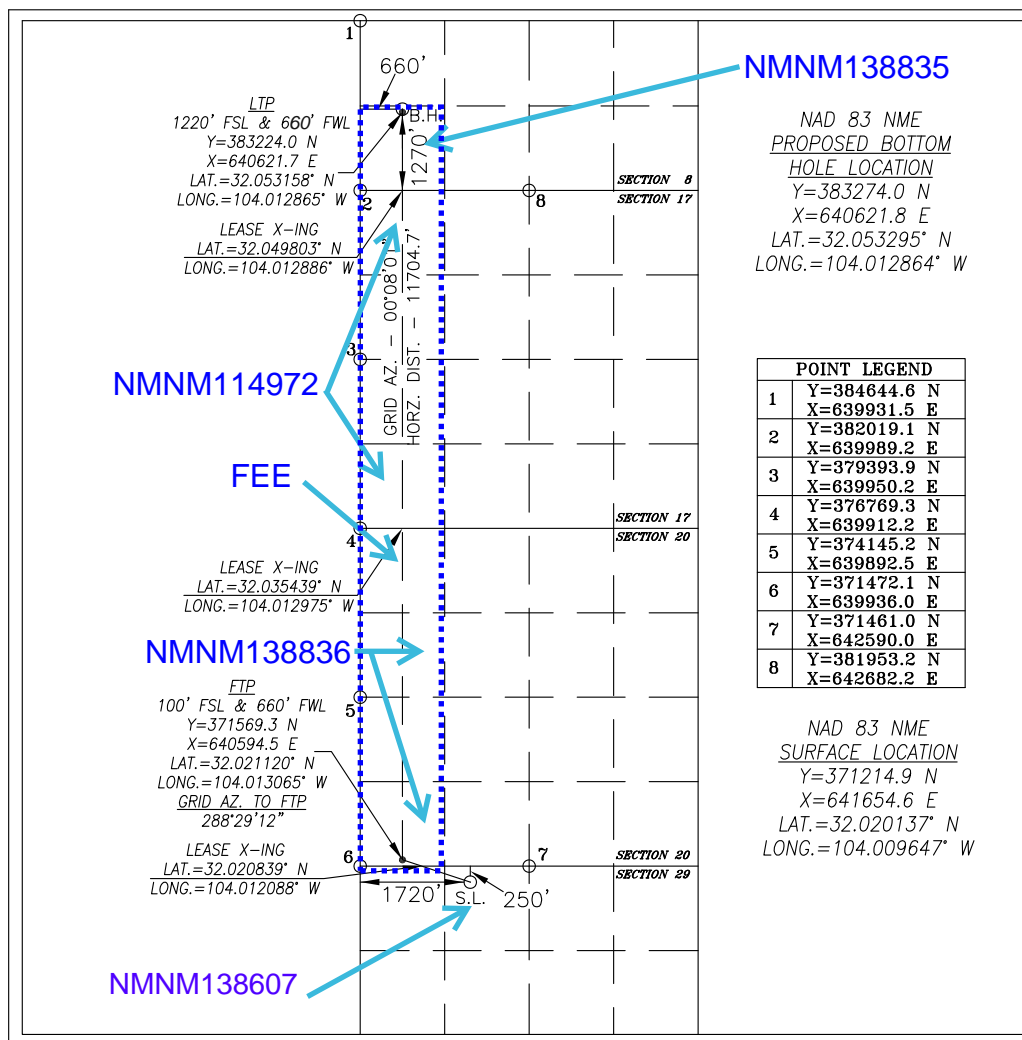 1
660'
NMNM138835
LTP
1220' FSL & 660' FWL
Y=383224.0 N
X=640621.7 E
LAT.=32.053158° N
LONG.=104.012865° W
B.H.
1270'
NAD 83 NME
PROPOSED BOTTOM
HOLE LOCATION
Y=383274.0 N
X=640621.8 E
LAT.=32.053295° N
LONG.=104.012864° W
SECTION 8
SECTION 17
2
8
LEASE X-ING
LAT.=32.049803° N
LONG.=104.012886° W
GRID AZ. - 00°08'01"
HORZ. DIST. - 11704.7'
3
NMNM114972
FEE
POINT LEGEND
1 Y=384644.6 N
X=639931.5 E
2 Y=382019.1 N
X=639989.2 E
3 Y=379393.9 N
X=639950.2 E
4 Y=376769.3 N
X=639912.2 E
5 Y=374145.2 N
X=639892.5 E
6 Y=371472.1 N
X=639936.0 E
7 Y=371461.0 N
X=642590.0 E
8 Y=381953.2 N
X=642682.2 E
SECTION 17
SECTION 20
4
LEASE X-ING
LAT.=32.035439° N
LONG.=104.012975° W
NMNM138836
FTP
100' FSL & 660' FWL
Y=371569.3 N
X=640594.5 E
LAT.=32.021120° N
LONG.=104.013065° W
GRID AZ. TO FTP
288°29'12"
5
NAD 83 NME
SURFACE LOCATION
Y=371214.9 N
X=641654.6 E
LAT.=32.020137° N
LONG.=104.009647° W
LEASE X-ING
LAT.=32.020839° N
LONG.=104.012088° W
6
7
SECTION 20
SECTION 29
1720'
S.L.
250'
NMNM138607